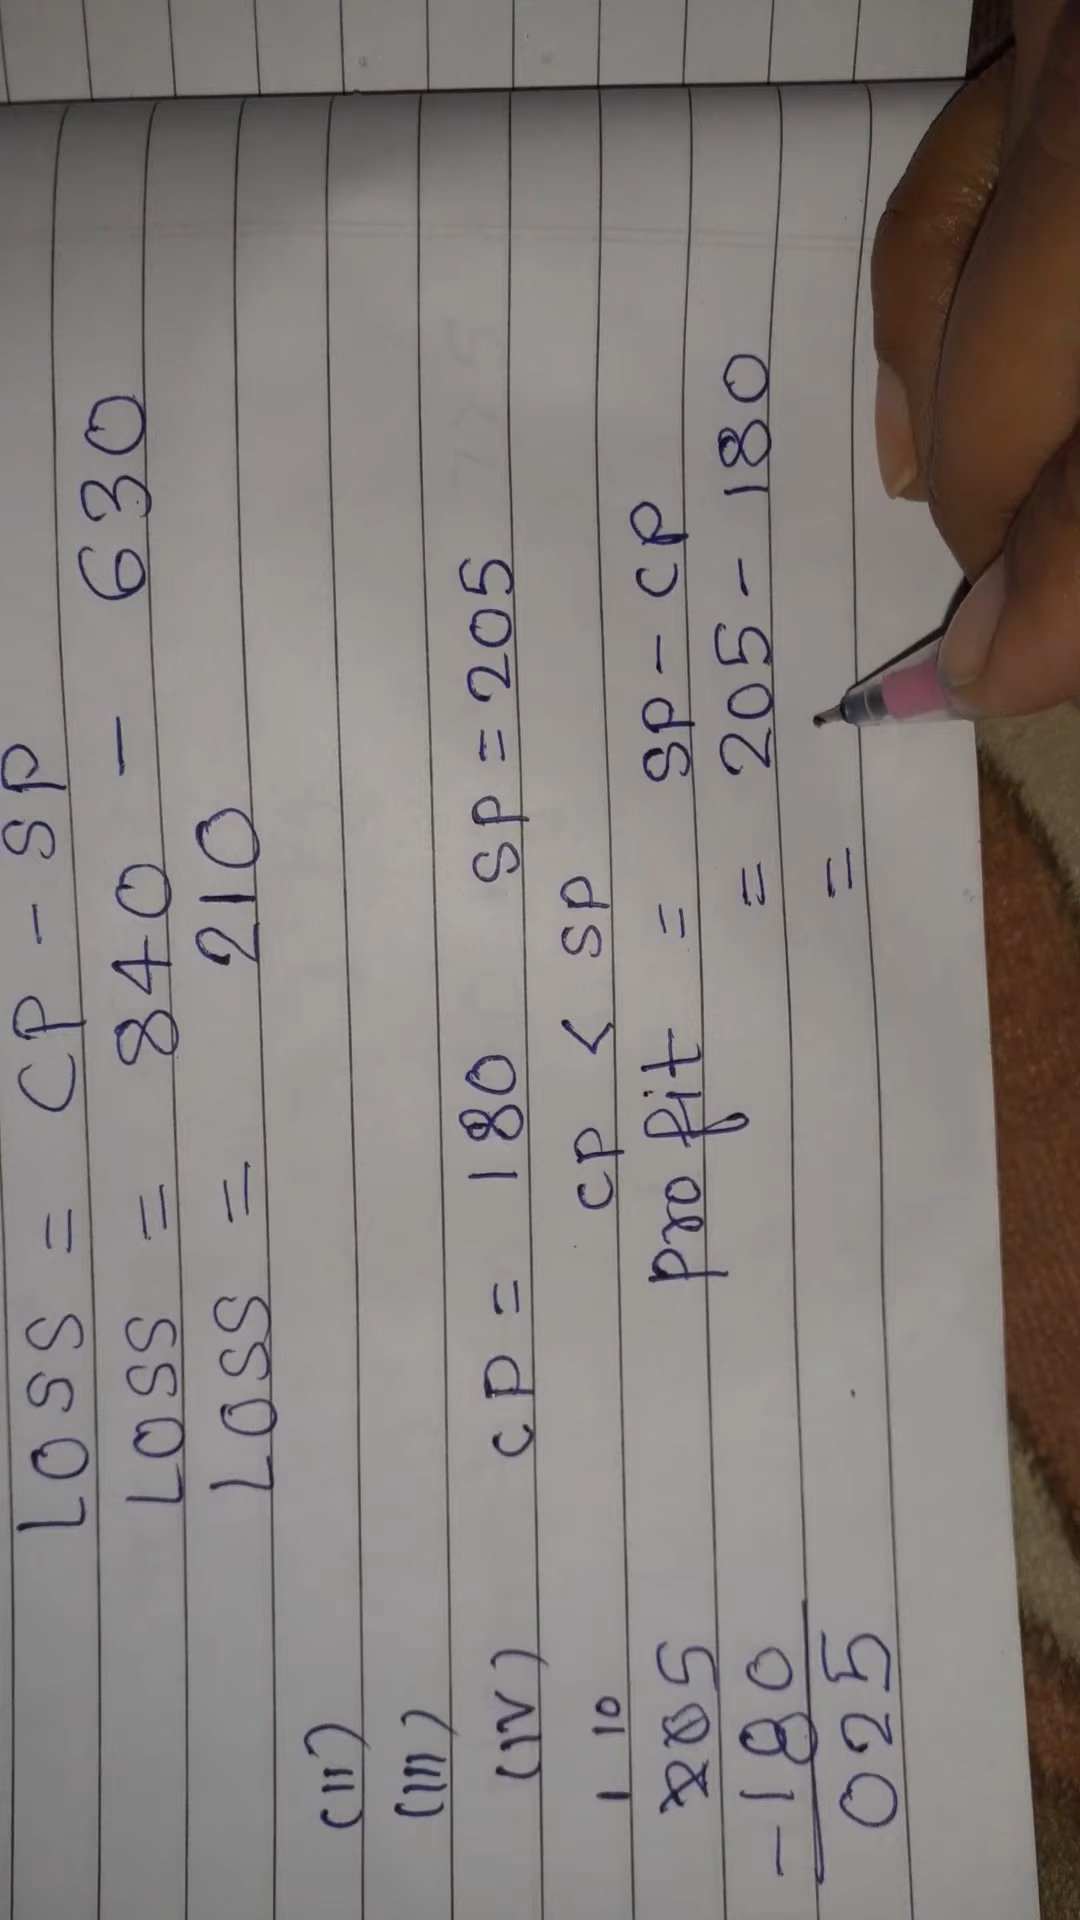 LOSS = CP - SP
LOSS = 840 - 630
LOSS = 210
(II)
(III)
(IV) CP = 180 SP = 205
CP < SP
1 10
205
-180
025
profit = SP - CP
= 205 - 180
=